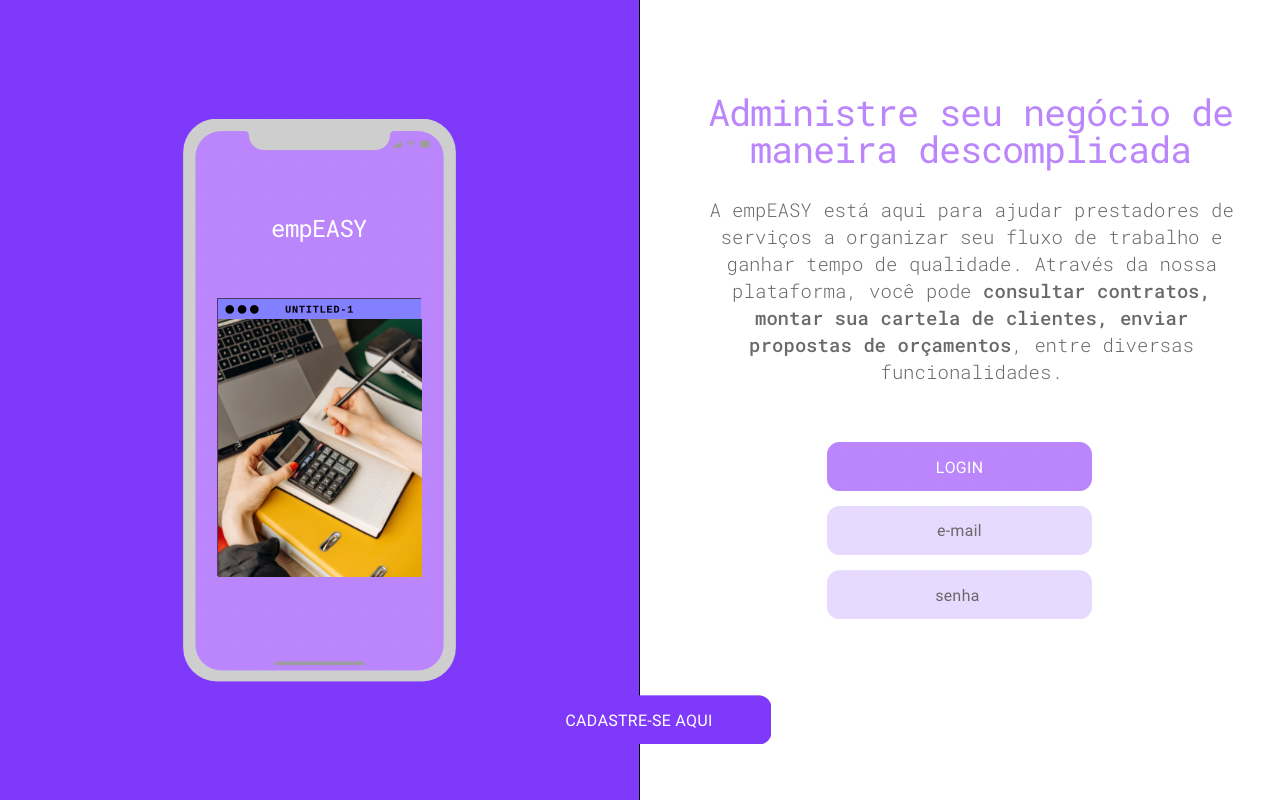 empEASY
UNTITLED-1
Administre seu negócio de
maneira descomplicada
A empEASY está aqui para ajudar prestadores de
serviços a organizar seu fluxo de trabalho e
ganhar tempo de qualidade. Através da nossa
plataforma, você pode consultar contratos,
montar sua cartela de clientes, enviar
propostas de orçamentos, entre diversas
funcionalidades.
LOGIN
e-mail
senha
CADASTRE-SE AQUI